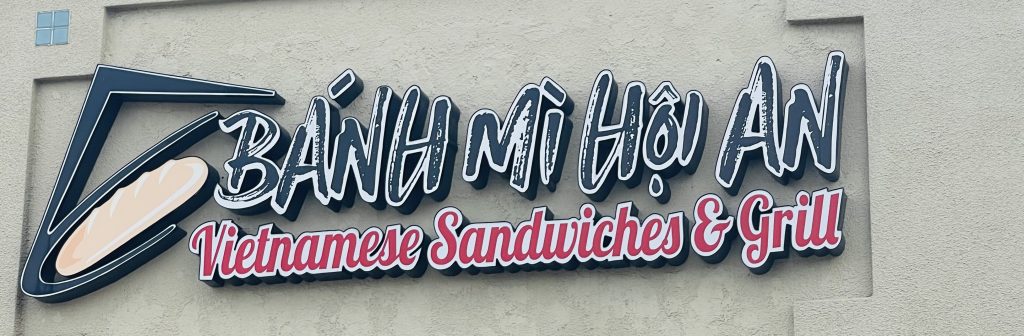 BÁNH MÌ HỘI AN
Vietnamese Sandwiches & Grill